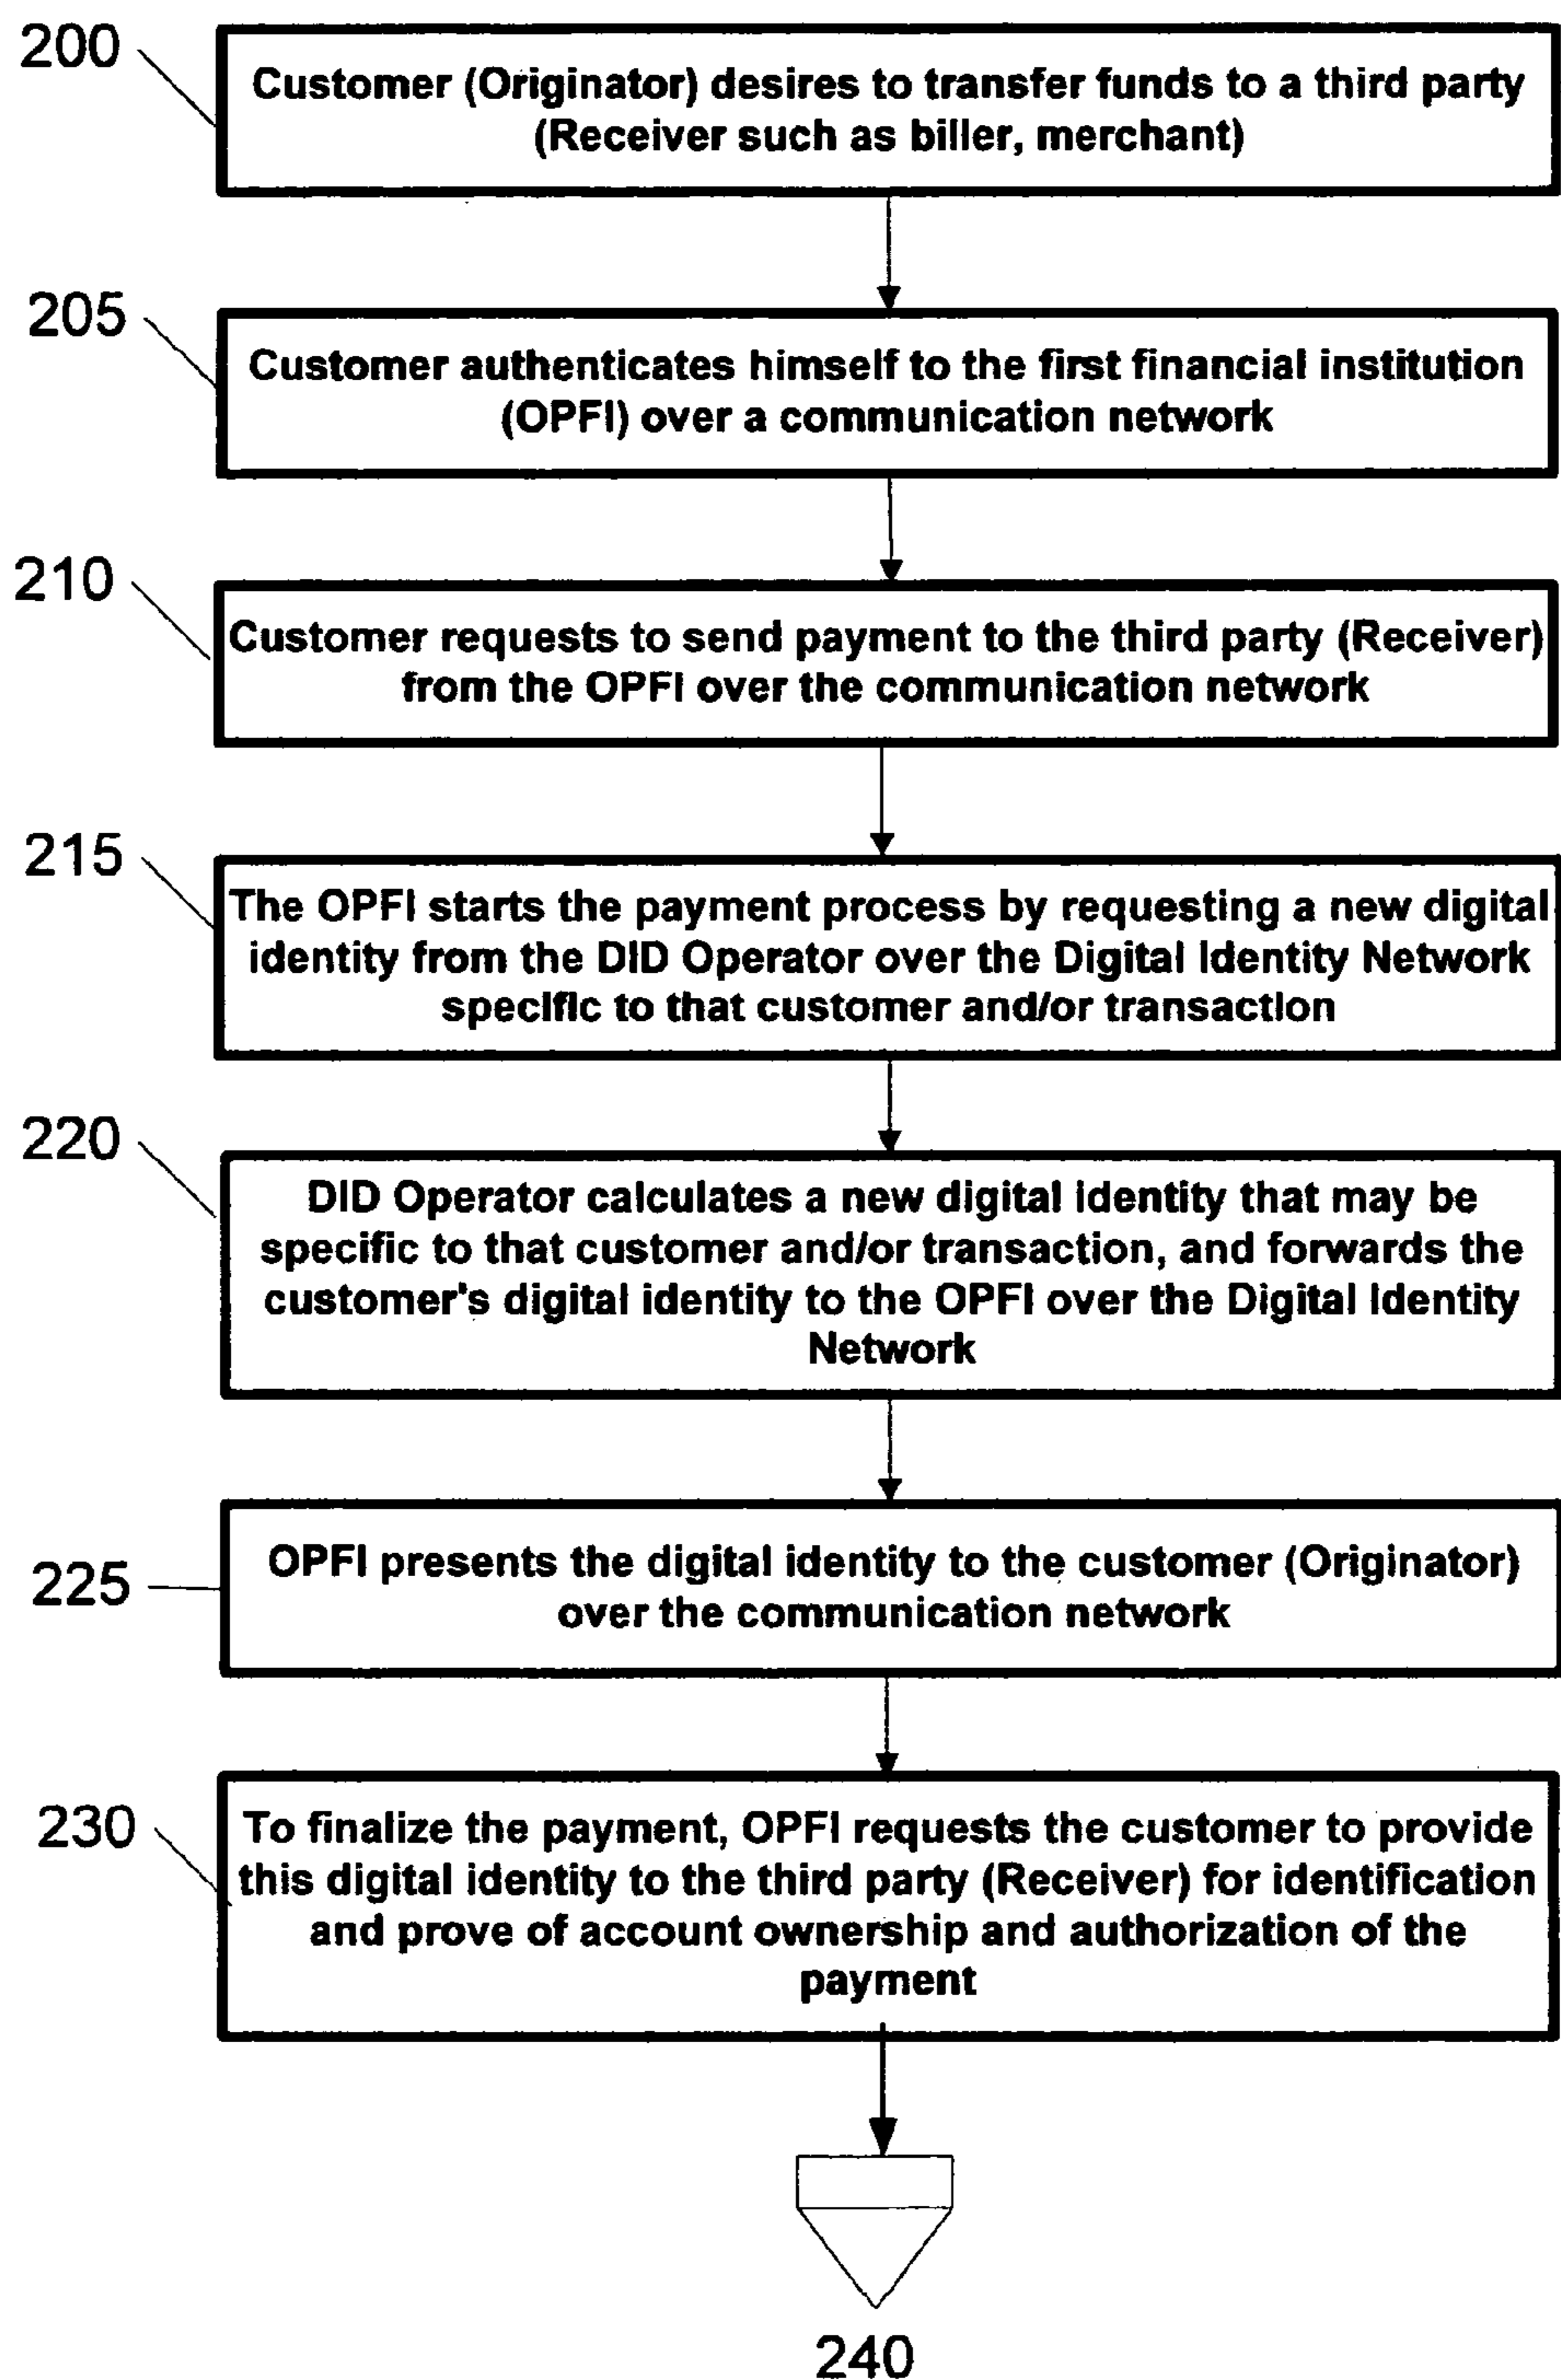 200
Customer (Originator) desires to transfer funds to a third party
(Receiver such as biller, merchant)
205
Customer authenticates himself to the first financial institution
(OPFI) over a communication network
210
Customer requests to send payment to the third party (Receiver)
from the OPFI over the communication network
215
The OPFI starts the payment process by requesting a new digital
identity from the DID Operator over the Digital Identity Network
specific to that customer and/or transaction
220
DID Operator calculates a new digital identity that may be
specific to that customer and/or transaction, and forwards the
customer's digital identity to the OPFI over the Digital Identity
Network
225
OPFI presents the digital identity to the customer (Originator)
over the communication network
230
To finalize the payment, OPFI requests the customer to provide
this digital identity to the third party (Receiver) for identification
and prove of account ownership and authorization of the
payment
240